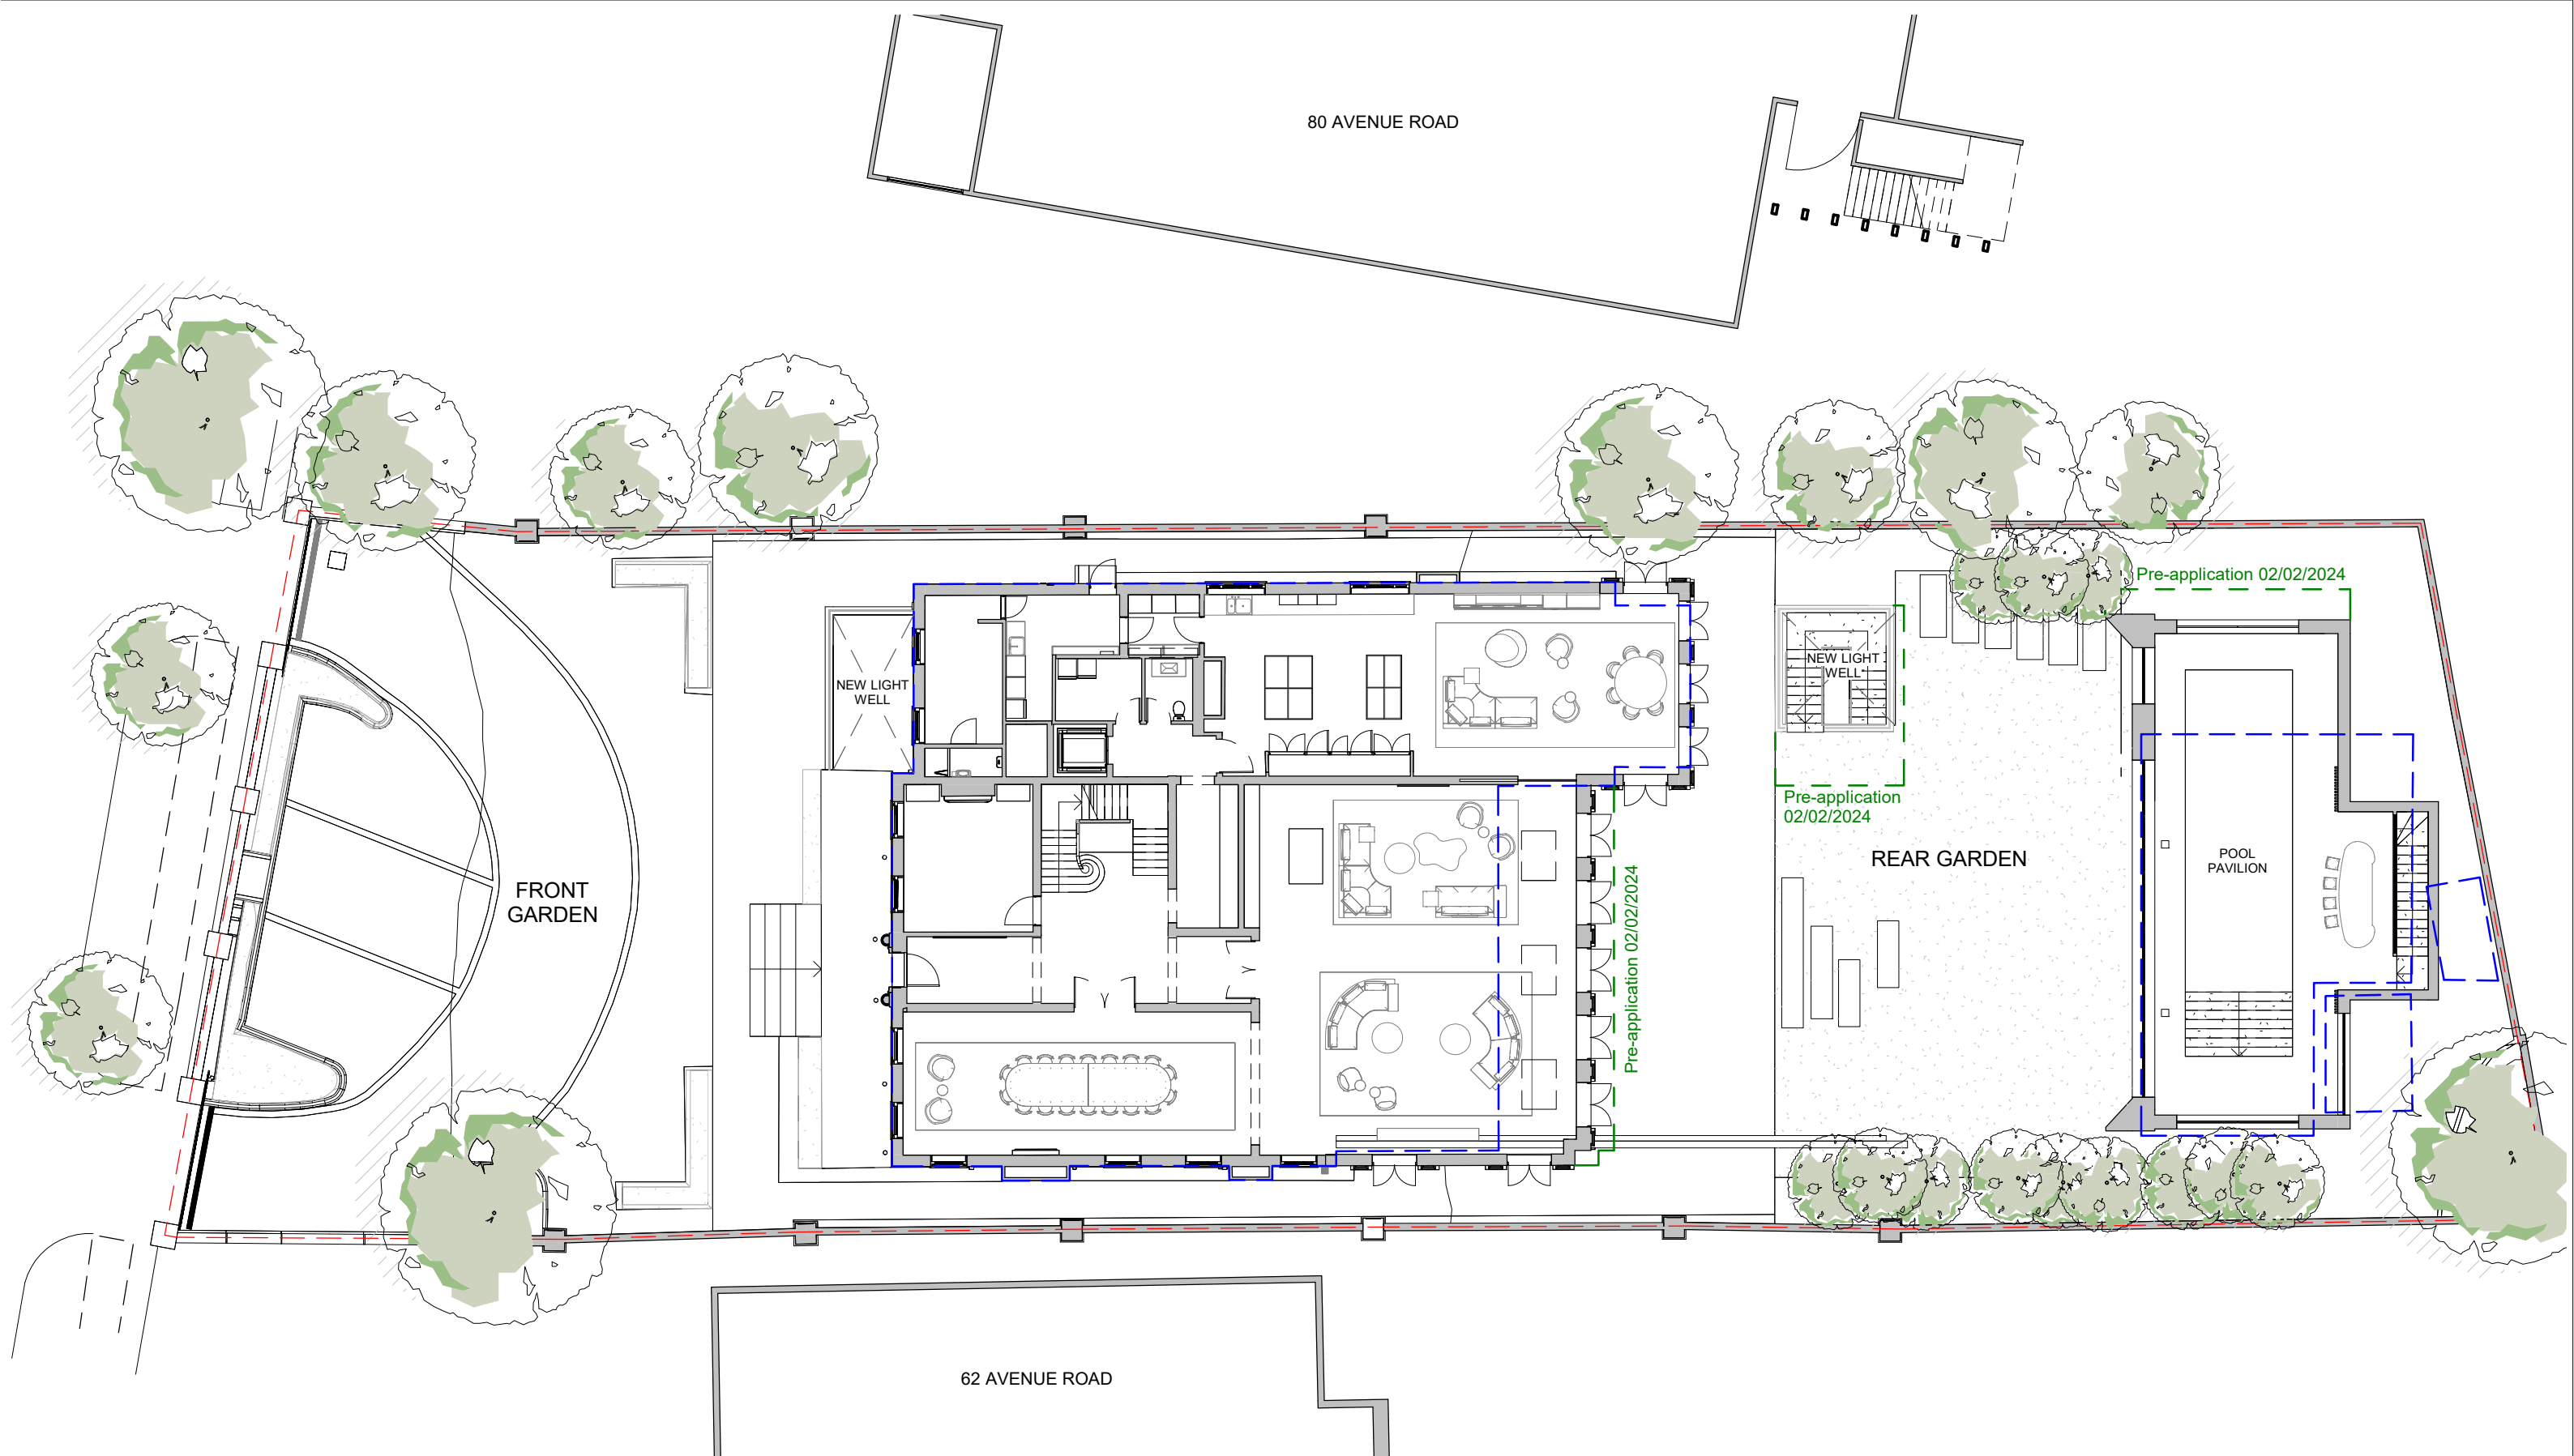 80 AVENUE ROAD
Pre-application 02/02/2024
NEW LIGHT
WELL
NEW LIGHT
WELL
Pre-application
02/02/2024
REAR GARDEN
POOL
PAVILION
FRONT
GARDEN
Pre-application 02/02/2024
62 AVENUE ROAD